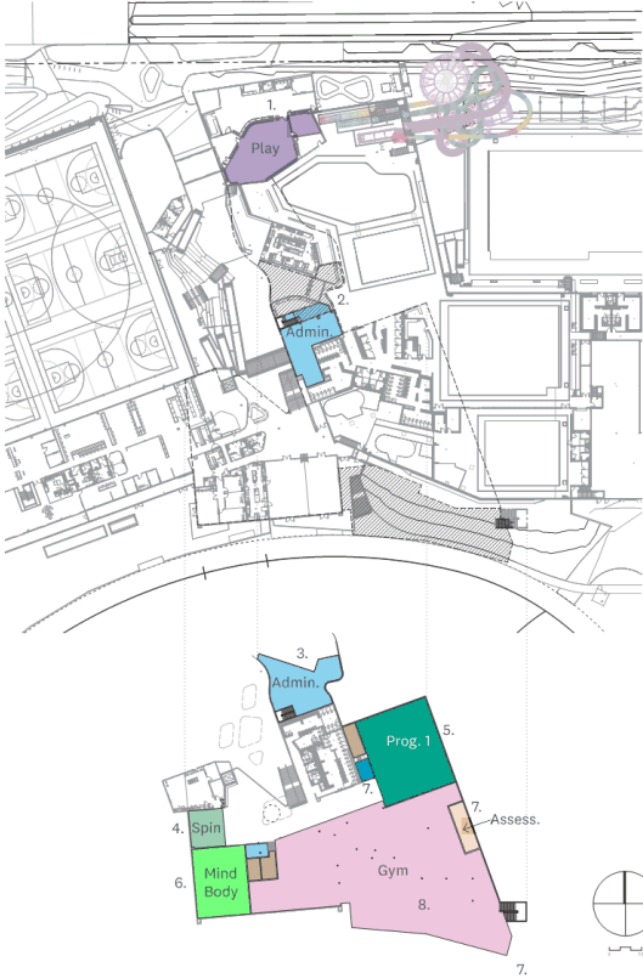 1.
Play
2.
Admin.
3.
Admin.
5.
Prog. 1
7.
7.
Assess.
4.
Spin
Gym
6.
Mind
Body
8.
7.